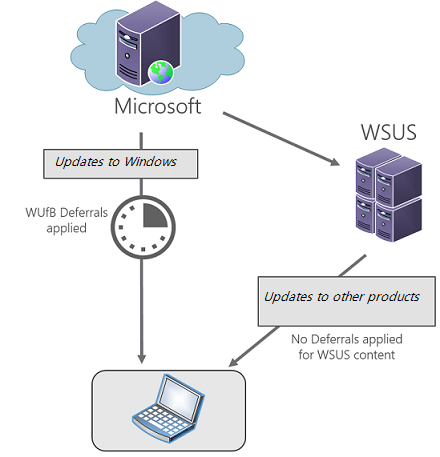 Microsoft
WSUS
Updates to Windows
WUfB Deferrals
applied
Updates to other products
No Deferrals applied
for WSUS content